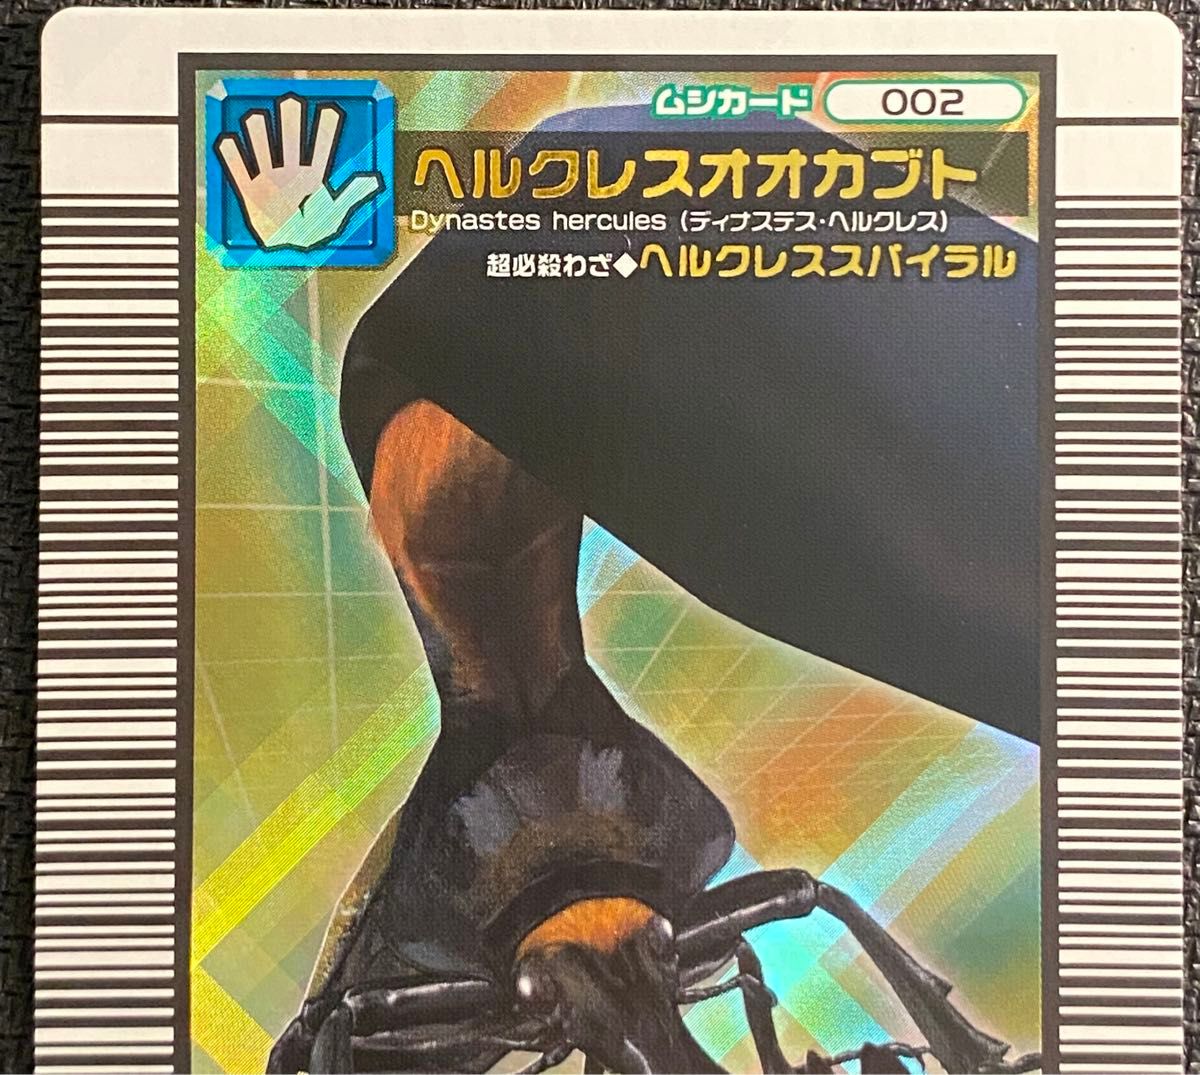 ムシカード 002
ヘルクレスオオカブト
Dynastes hercules (ディナステス・ヘルクレス)
超必殺わざ◆ヘルクレススパイラル